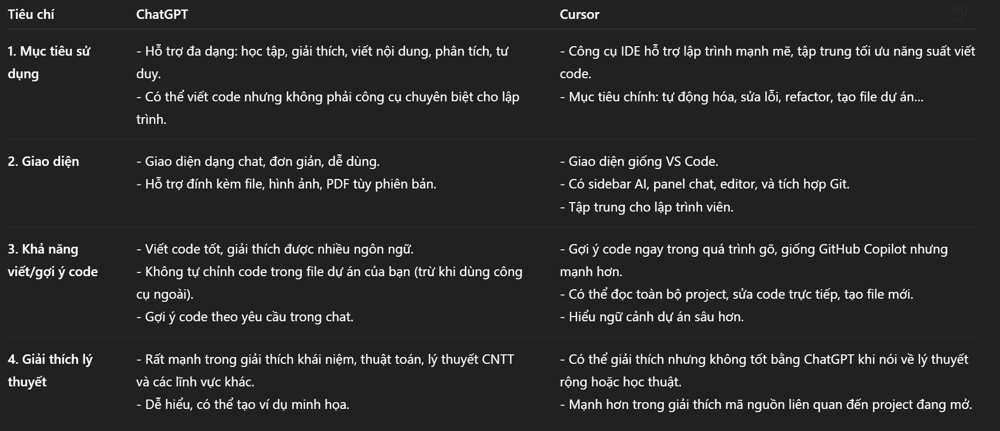 Tiêu chí
ChatGPT
Cursor
1. Mục tiêu sử
dụng
- Hỗ trợ đa dạng: học tập, giải thích, viết nội dung, phân tích, tư
duy.
- Có thể viết code nhưng không phải công cụ chuyên biệt cho lập
trình.
- Công cụ IDE hỗ trợ lập trình mạnh mẽ, tập trung tối ưu năng suất viết
code.
- Mục tiêu chính: tự động hóa, sửa lỗi, refactor, tạo file dự án...
2. Giao diện
- Giao diện dạng chat, đơn giản, dễ dùng.
- Hỗ trợ đính kèm file, hình ảnh, PDF tùy phiên bản.
- Giao diện giống VS Code.
- Có sidebar AI, panel chat, editor, và tích hợp Git.
- Tập trung cho lập trình viên.
3. Khả năng
viết/gợi ý code
- Viết code tốt, giải thích được nhiều ngôn ngữ.
- Không tự chỉnh code trong file dự án của bạn (trừ khi dùng công
cụ ngoài).
- Gợi ý code theo yêu cầu trong chat.
- Gợi ý code ngay trong quá trình gõ, giống GitHub Copilot nhưng
mạnh hơn.
- Có thể đọc toàn bộ project, sửa code trực tiếp, tạo file mới.
- Hiểu ngữ cảnh dự án sâu hơn.
4. Giải thích lý
thuyết
- Rất mạnh trong giải thích khái niệm, thuật toán, lý thuyết CNTT
và các lĩnh vực khác.
- Dễ hiểu, có thể tạo ví dụ minh họa.
- Có thể giải thích nhưng không tốt bằng ChatGPT khi nói về lý thuyết
rộng hoặc học thuật.
- Mạnh hơn trong giải thích mã nguồn liên quan đến project đang mở.